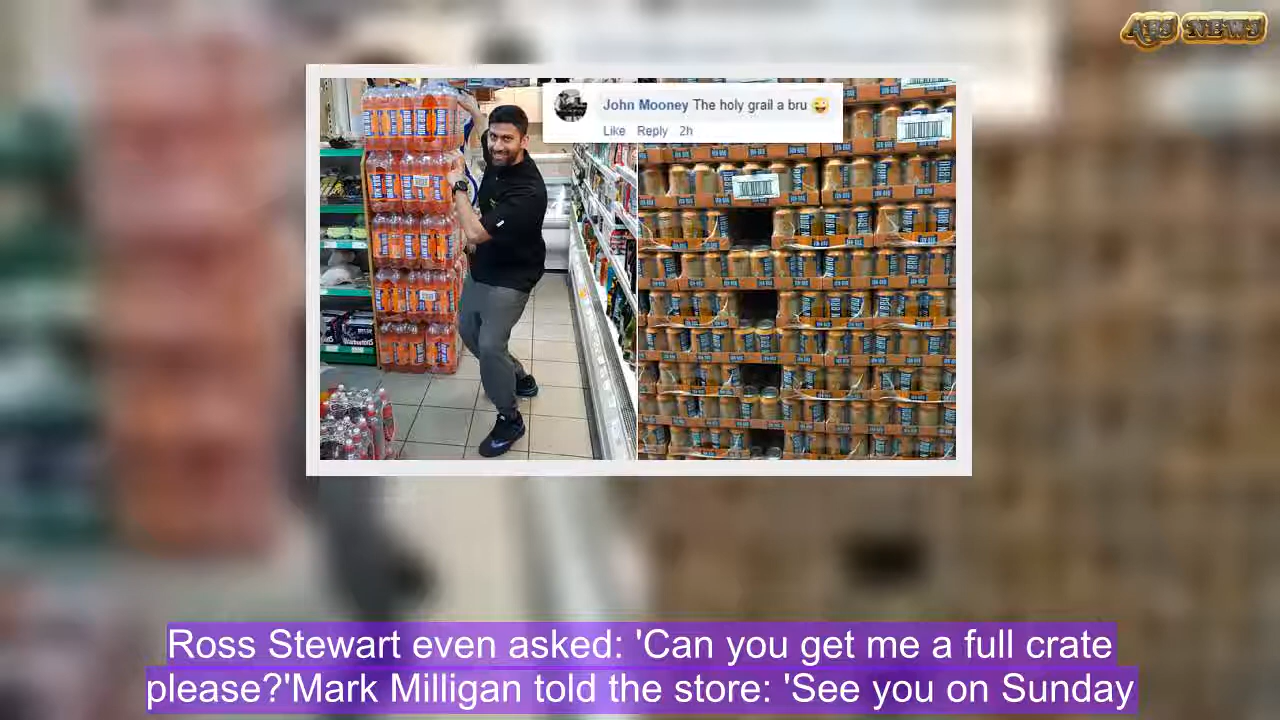 ABS NEWS
John Mooney The holy grail a bru 😜
Like Reply 2h
Ross Stewart even asked: 'Can you get me a full crate
please?'Mark Milligan told the store: 'See you on Sunday